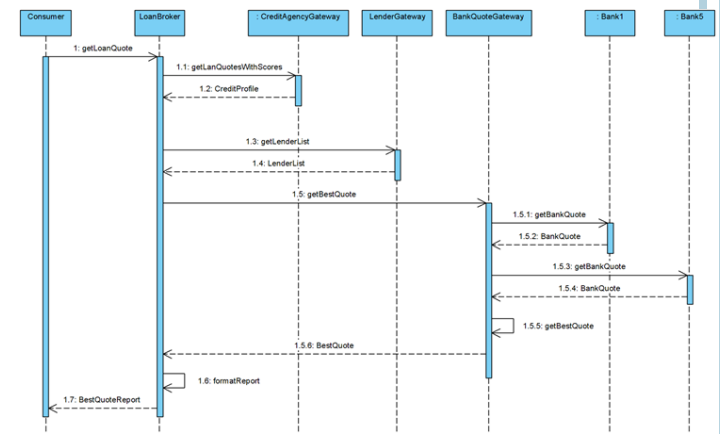 Consumer
LoanBroker
: CreditAgencyGateway
LenderGateway
BankQuoteGateway
: Bank1
: Bank5
1: getLoanQuote
1.1: getLanQuotesWithScores
1.2: CreditProfile
1.3: getLenderList
1.4: LenderList
1.5: getBestQuote
1.5.1: getBankQuote
1.5.2: BankQuote
1.5.3: getBankQuote
1.5.4: BankQuote
1.5.5: getBestQuote
1.5.6: BestQuote
1.6: formatReport
1.7: BestQuoteReport